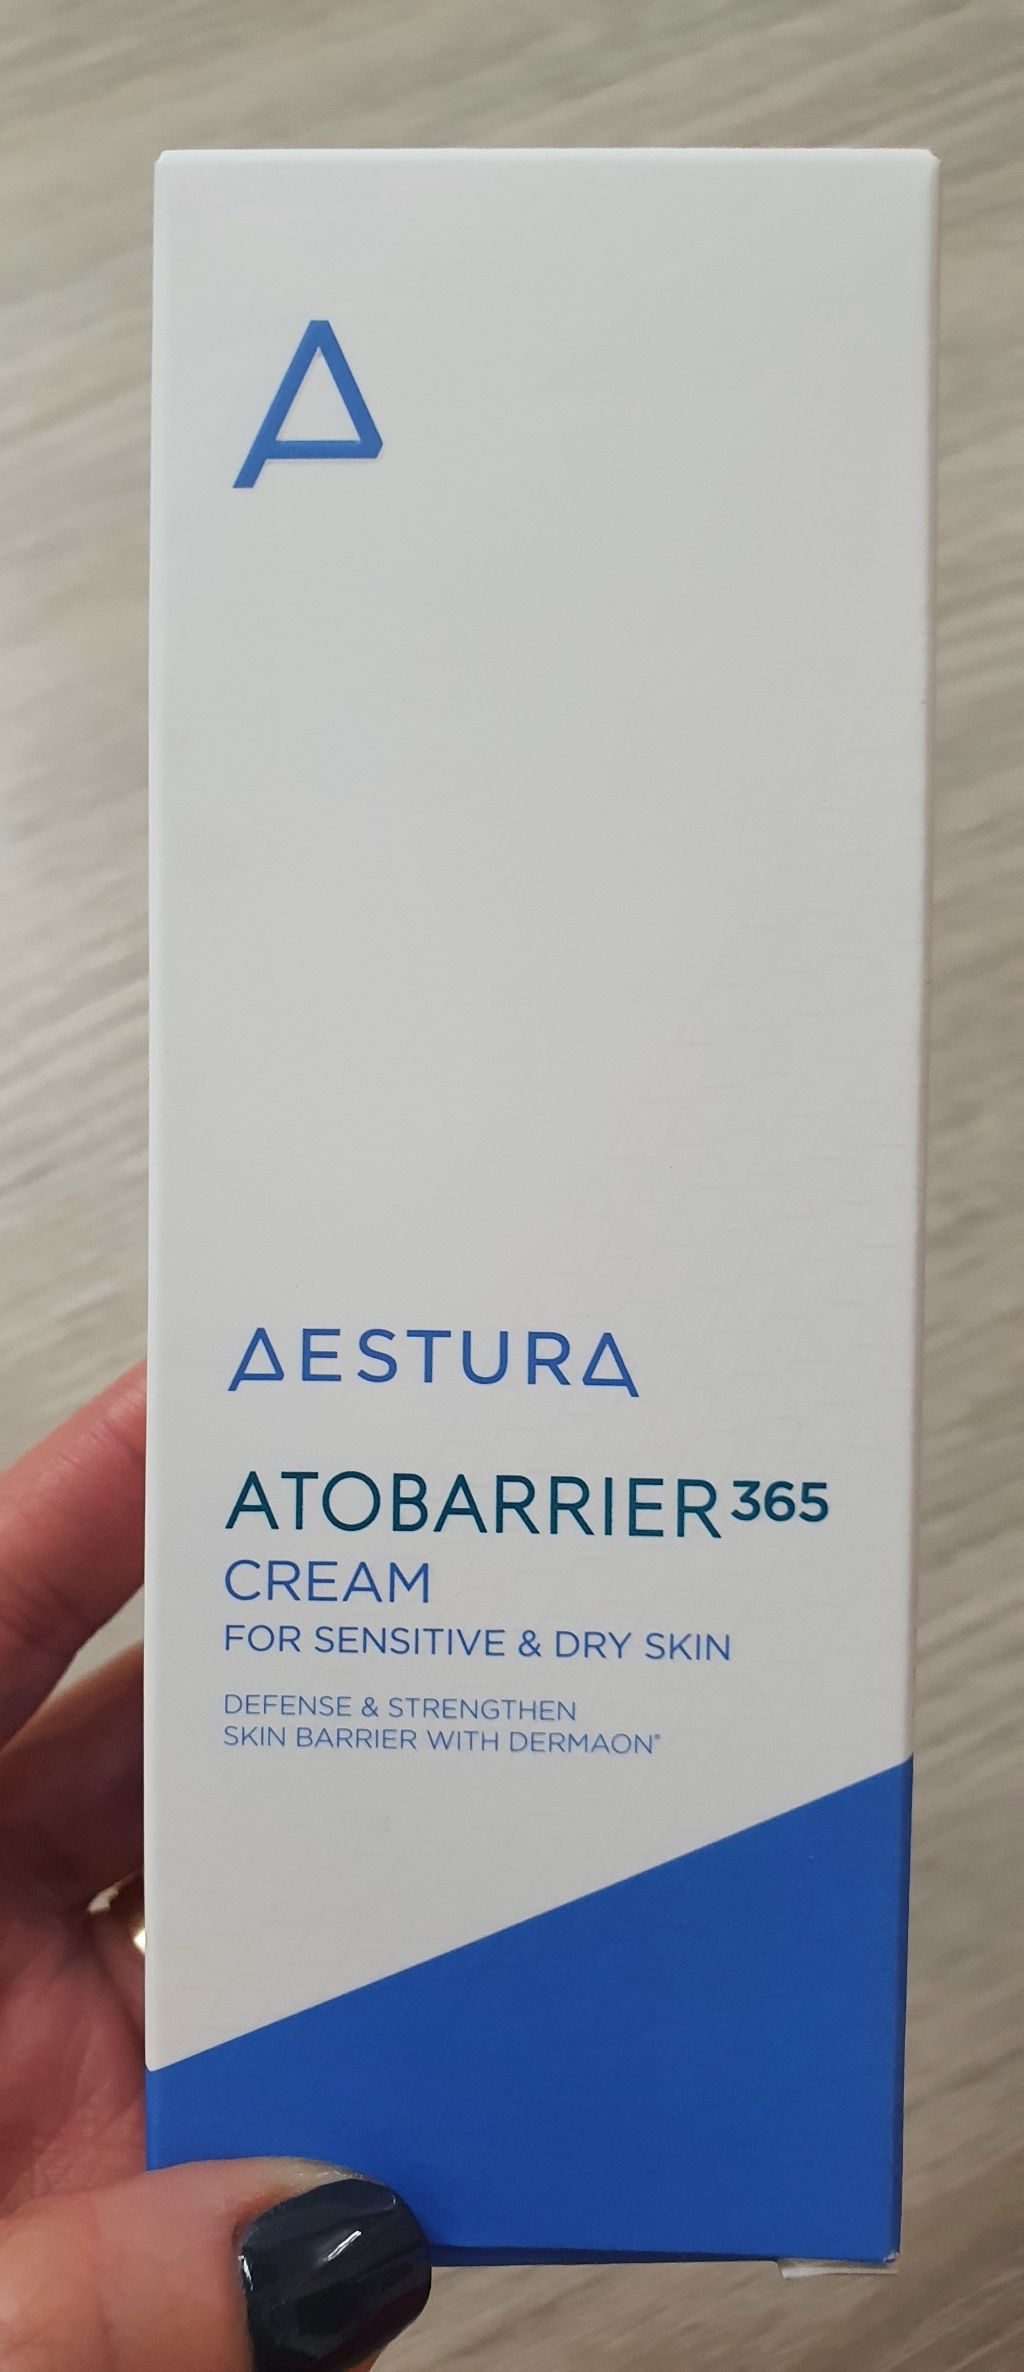 AESTURA
ATOBARRIER365
CREAM
FOR SENSITIVE & DRY SKIN
DEFENSE & STRENGTHEN
SKIN BARRIER WITH DERMAON®